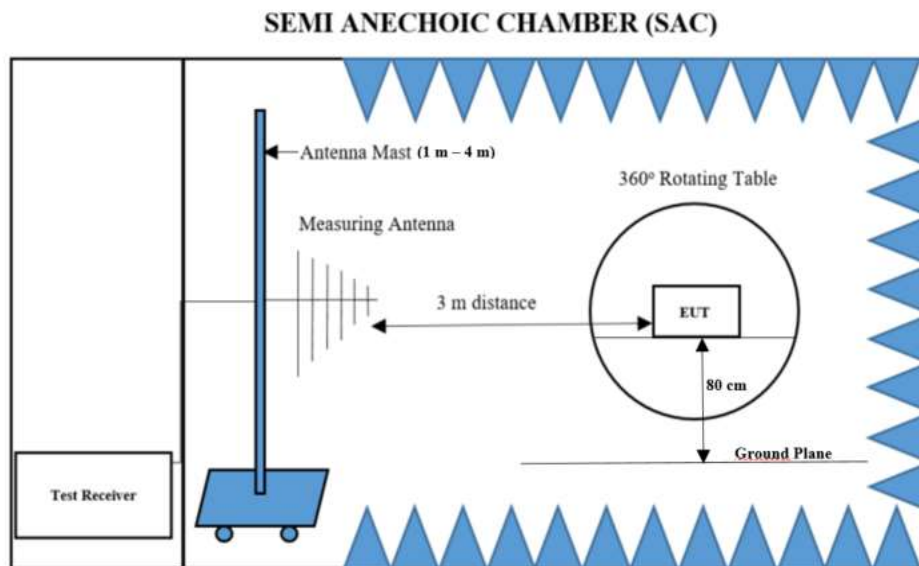 SEMI ANECHOIC CHAMBER (SAC)
Antenna Mast (1 m – 4 m)
360º Rotating Table
Measuring Antenna
3 m distance
EUT
80 cm
Ground Plane
Test Receiver